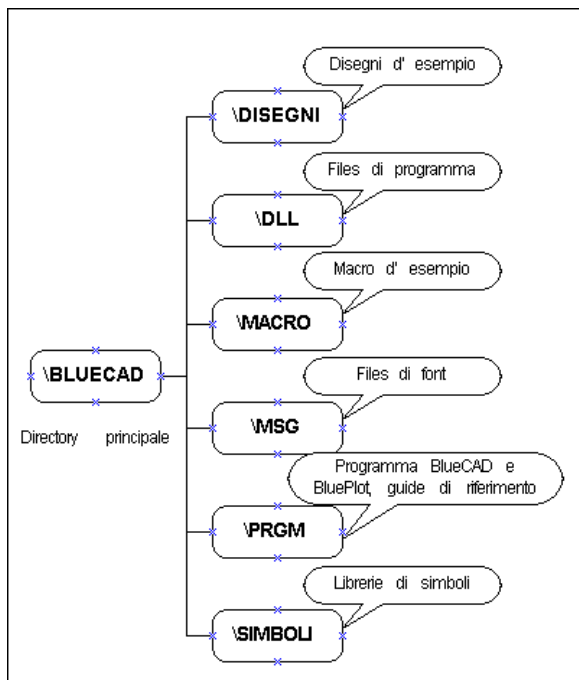 Disegni d' esempio
\DISEGNI
Files di programma
\DLL
Macro d' esempio
\MACRO
\BLUECAD
Directory principale
Files di font
\MSG
Programma BlueCAD e
BluePlot, guide di riferimento
\PRGM
Librerie di simboli
\SIMBOLI